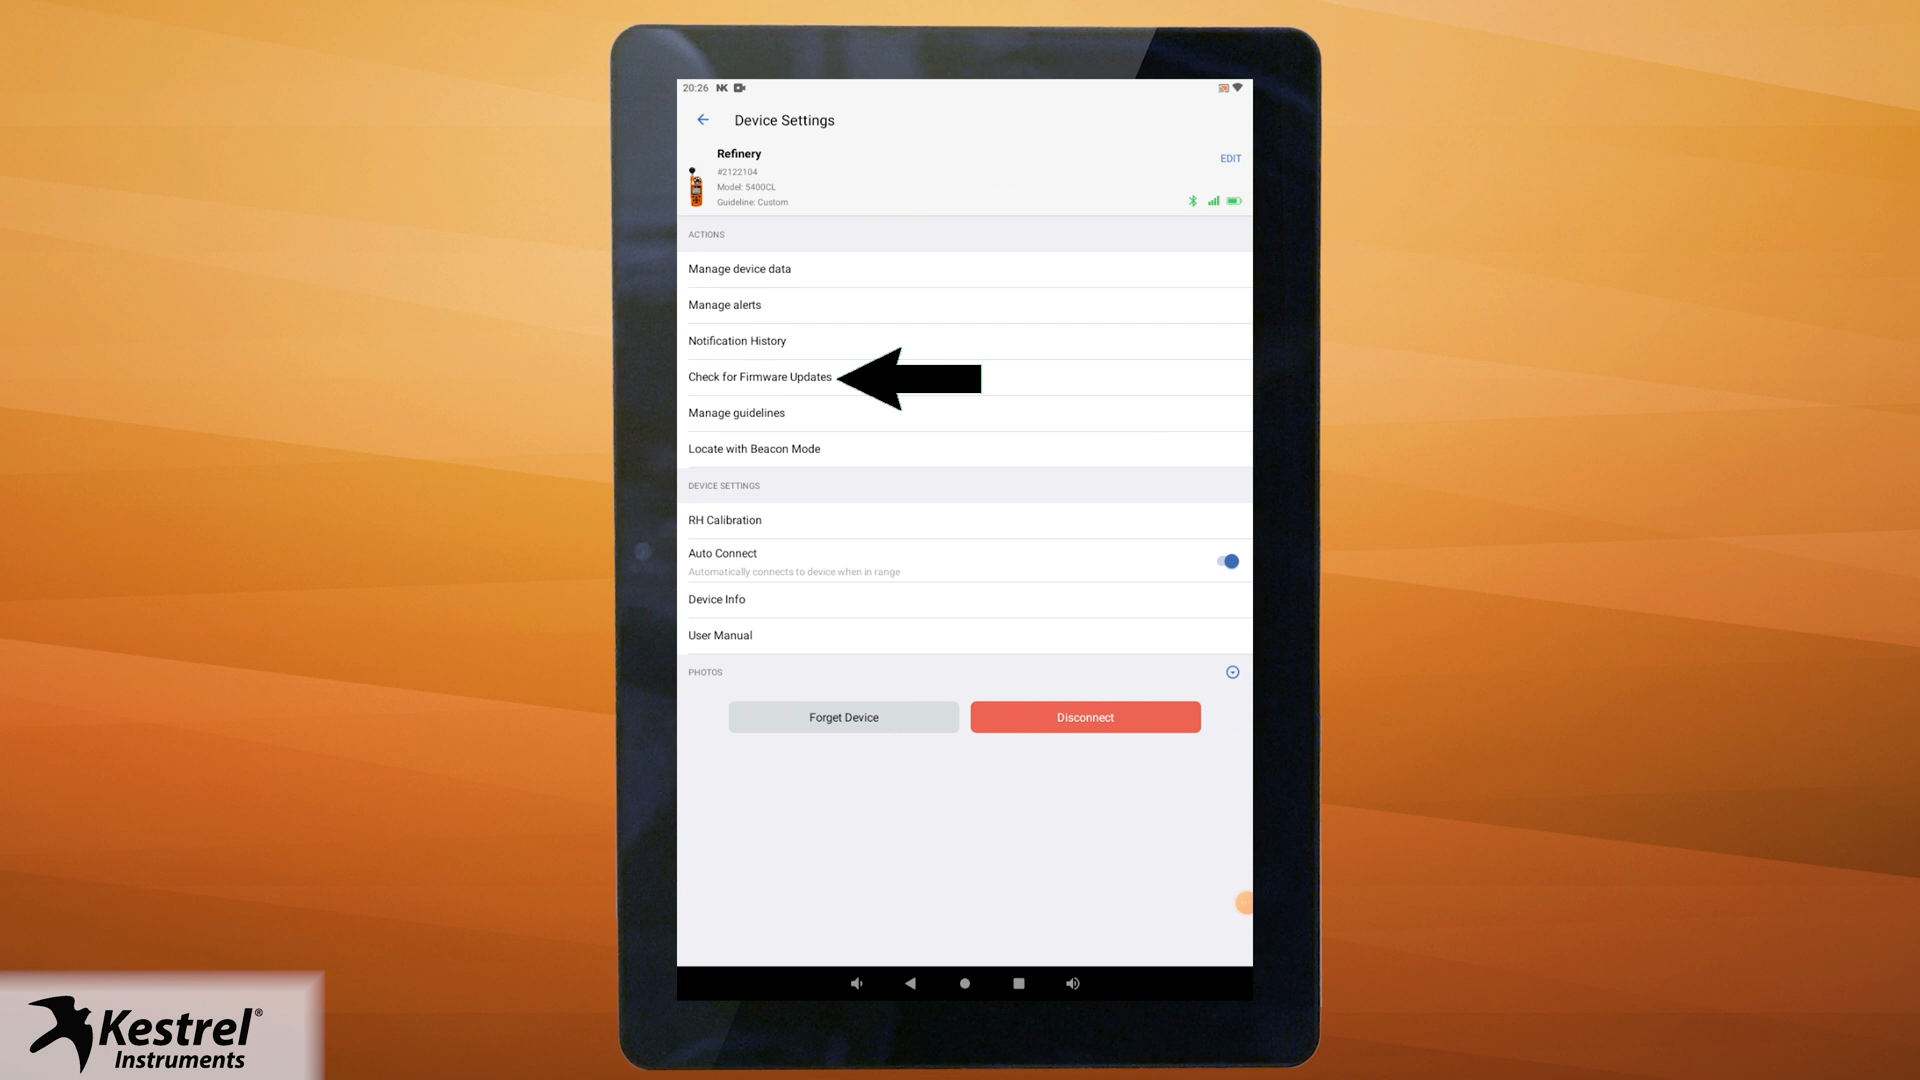 20:26 NK
Device Settings
Refinery
EDIT
#2122104
Model: 5400CL
Guideline: Custom
ACTIONS
Manage device data
Manage alerts
Notification History
Check for Firmware Updates
Manage guidelines
Locate with Beacon Mode
DEVICE SETTINGS
RH Calibration
Auto Connect
Automatically connects to device when in range
Device Info
User Manual
PHOTOS
Forget Device
Disconnect
Kestrel®
Instruments